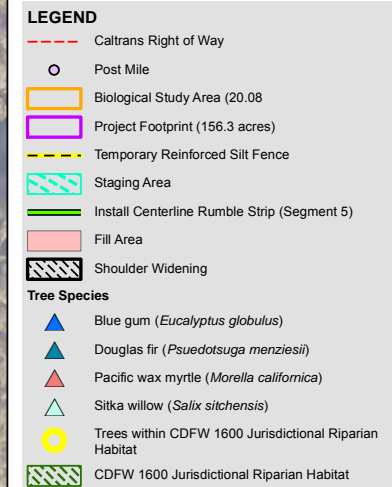 LEGEND
Caltrans Right of Way
Post Mile
Biological Study Area (20.08
Project Footprint (156.3 acres)
Temporary Reinforced Silt Fence
Staging Area
Install Centerline Rumble Strip (Segment 5)
Fill Area
Shoulder Widening
Tree Species
Blue gum (Eucalyptus globulus)
Douglas fir (Psuedotsuga menziesii)
Pacific wax myrtle (Morella californica)
Sitka willow (Salix sitchensis)
Trees within CDFW 1600 Jurisdictional Riparian
Habitat
CDFW 1600 Jurisdictional Riparian Habitat